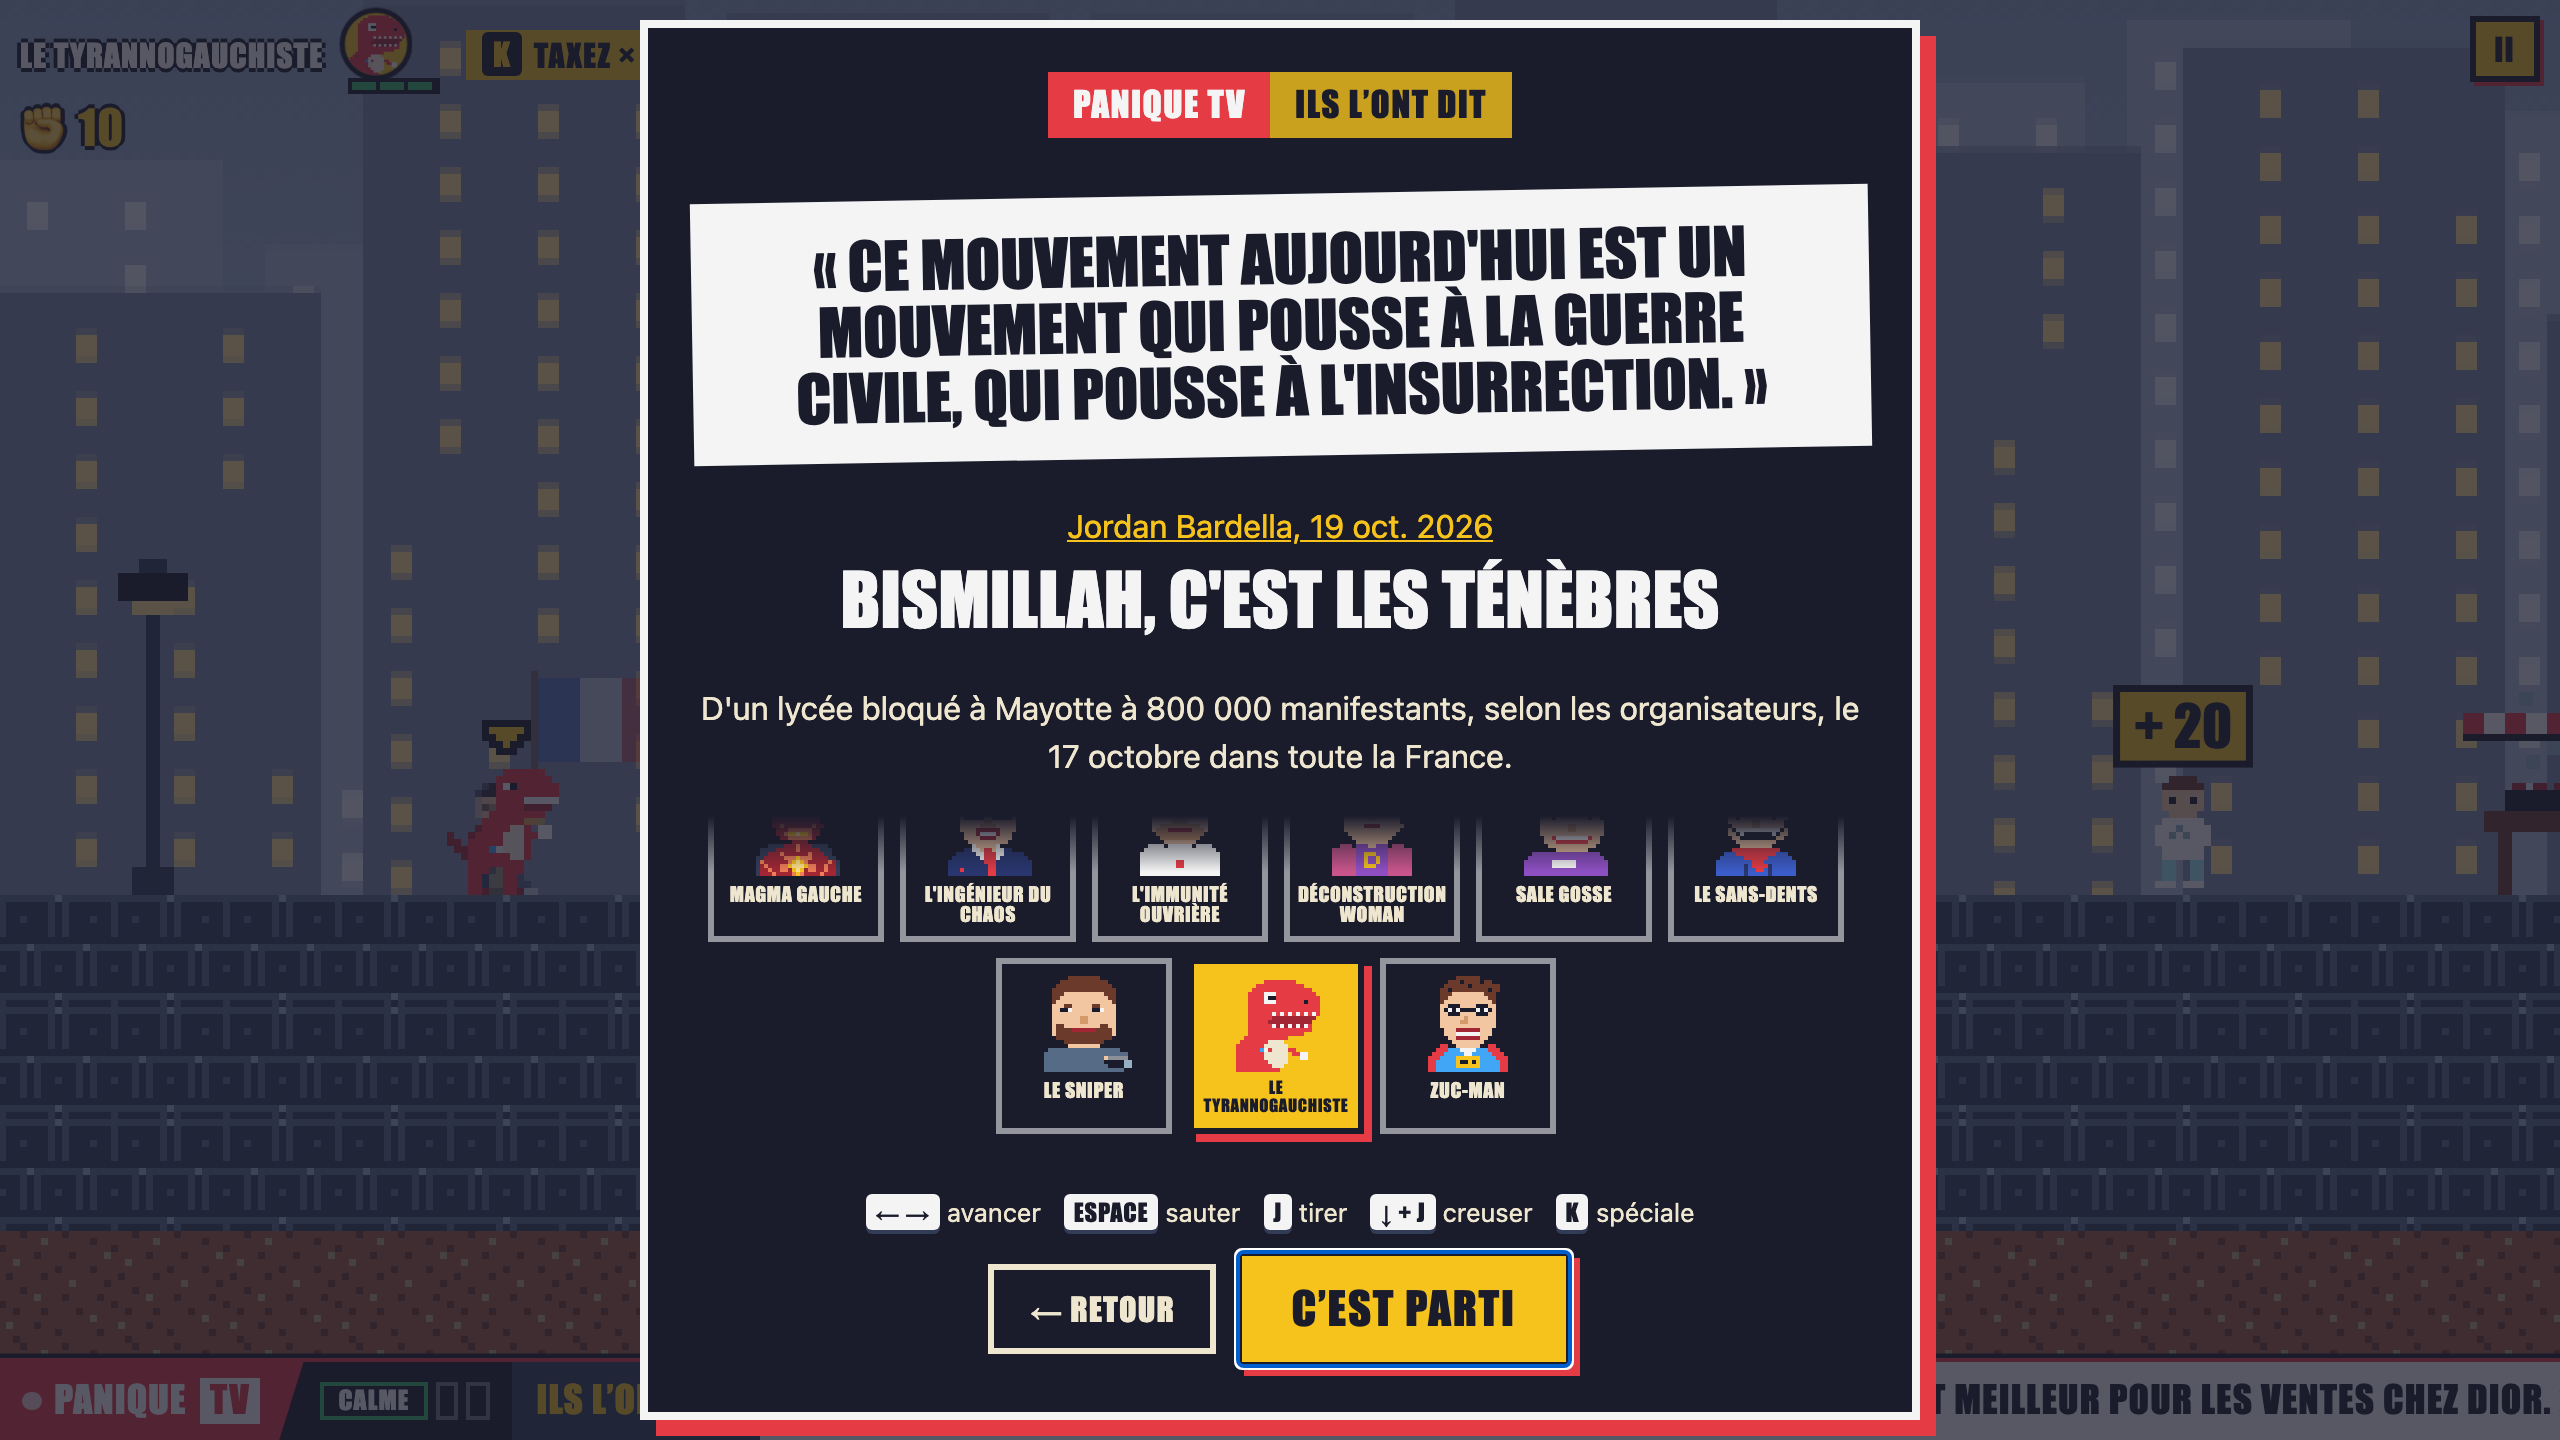 LE TYRANNOGAUCHISTE
K TAXEZ ×
10
PANIQUE TV ILS L’ONT DIT
« CE MOUVEMENT AUJOURD'HUI EST UN
MOUVEMENT QUI POUSSE À LA GUERRE
CIVILE, QUI POUSSE À L'INSURRECTION. »
Jordan Bardella, 19 oct. 2026
BISMILLAH, C'EST LES TÉNÈBRES
D'un lycée bloqué à Mayotte à 800 000 manifestants, selon les organisateurs, le
17 octobre dans toute la France.
+ 20
MAGMA GAUCHE
L'INGÉNIEUR DU
CHAOS
L'IMMUNITÉ
OUVRIÈRE
DÉCONSTRUCTION
WOMAN
SALE GOSSE
LE SANS-DENTS
LE SNIPER
LE
TYRANNOGAUCHISTE
ZUC-MAN
←→ avancer ESPACE sauter J tirer ↓ + J creuser K spéciale
← RETOUR
C’EST PARTI
PANIQUE TV
CALME
ILS L’O
T MEILLEUR POUR LES VENTES CHEZ DIOR.